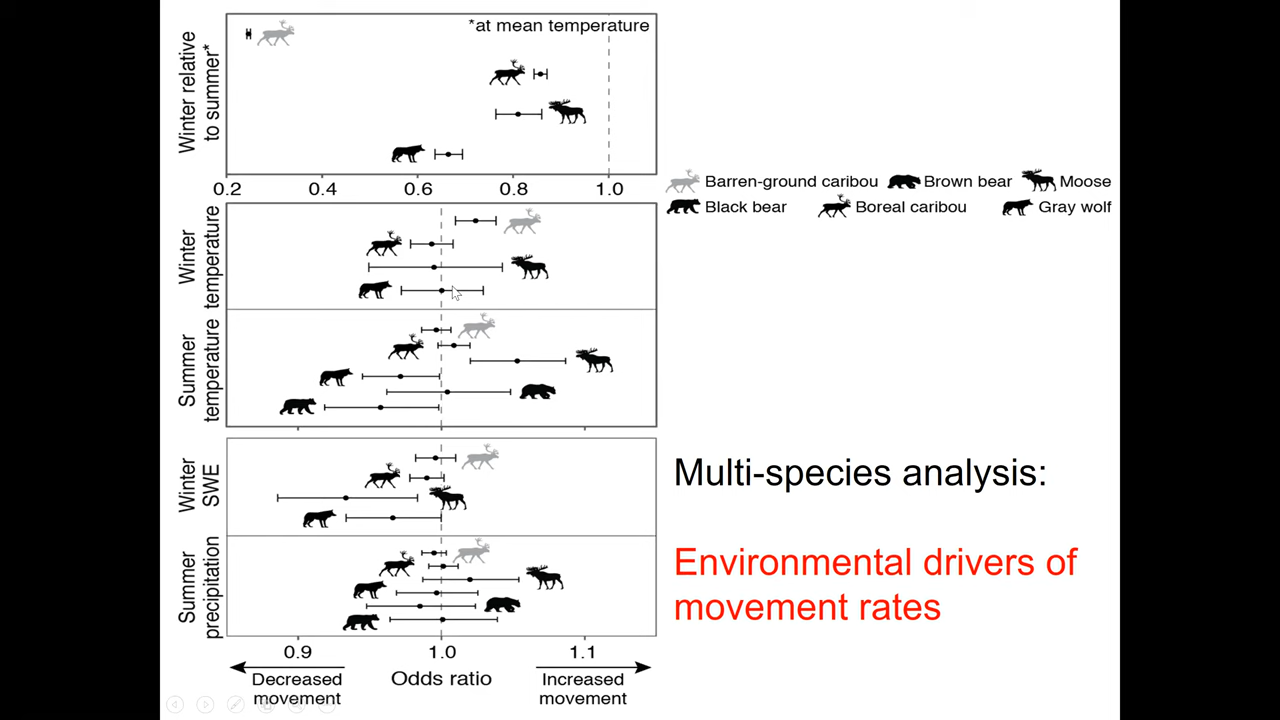 *at mean temperature
Winter relative
to summer*
0.2 0.4 0.6 0.8 1.0
Barren-ground caribou Brown bear Moose
Black bear Boreal caribou Gray wolf
Winter
temperature
Summer
temperature
Winter
SWE
Summer
precipitation
0.9 1.0 1.1
Decreased
movement
Odds ratio
Increased
movement
Multi-species analysis:
Environmental drivers of
movement rates